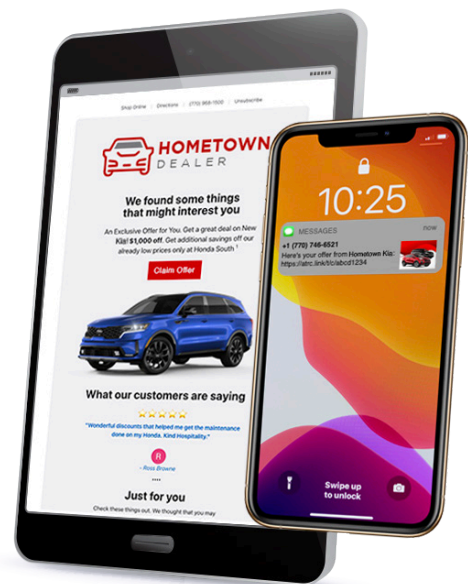 Shop Online | Directions | (770) 955-1500 | Unsubscribe
HOMETOWN
DEALER
We found some things
that might interest you
An Exclusive Offer for You. Get a great deal on New
Kia! $1,000 off. Get additional savings off our
already low prices only at Honda South.1
Claim Offer
What our customers are saying
"Wonderful discounts that helped me get the maintenance
done on my Honda. Kind Hospitality."
R
- Ross Browne
Just for you
Check these things out. We thought that you may
10:25
MESSAGES
now
+1 (770) 746-6521
Here's your offer from Hometown Kia:
https://atrc.link/t/c/abcd1234
Swipe up
to unlock